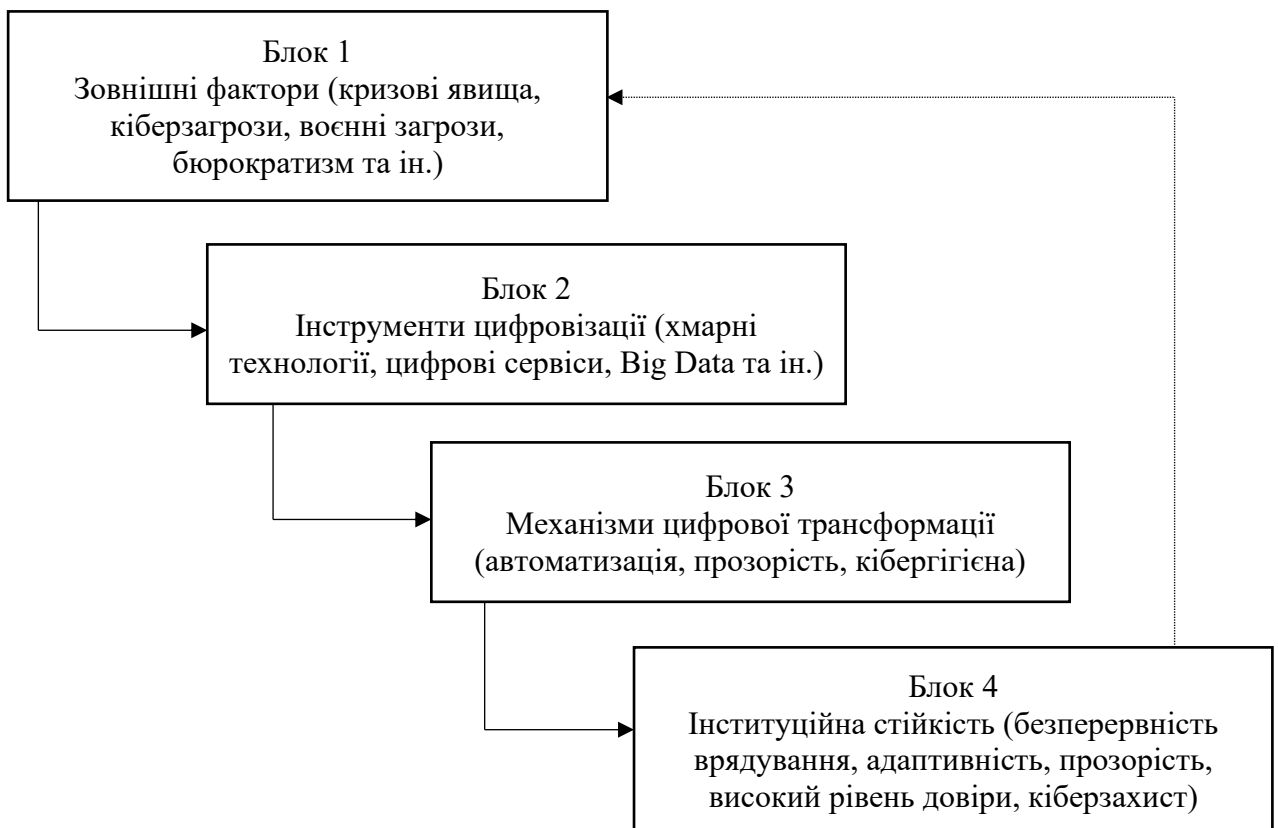 Блок 1
Зовнішні фактори (кризові явища,
кіберзагрози, воєнні загрози,
бюрократизм та ін.)
Блок 2
Інструменти цифровізації (хмарні
технології, цифрові сервіси, Big Data та ін.)
Блок 3
Механізми цифрової трансформації
(автоматизація, прозорість, кібергігієна)
Блок 4
Інституційна стійкість (безперервність
врядування, адаптивність, прозорість,
високий рівень довіри, кіберзахист)